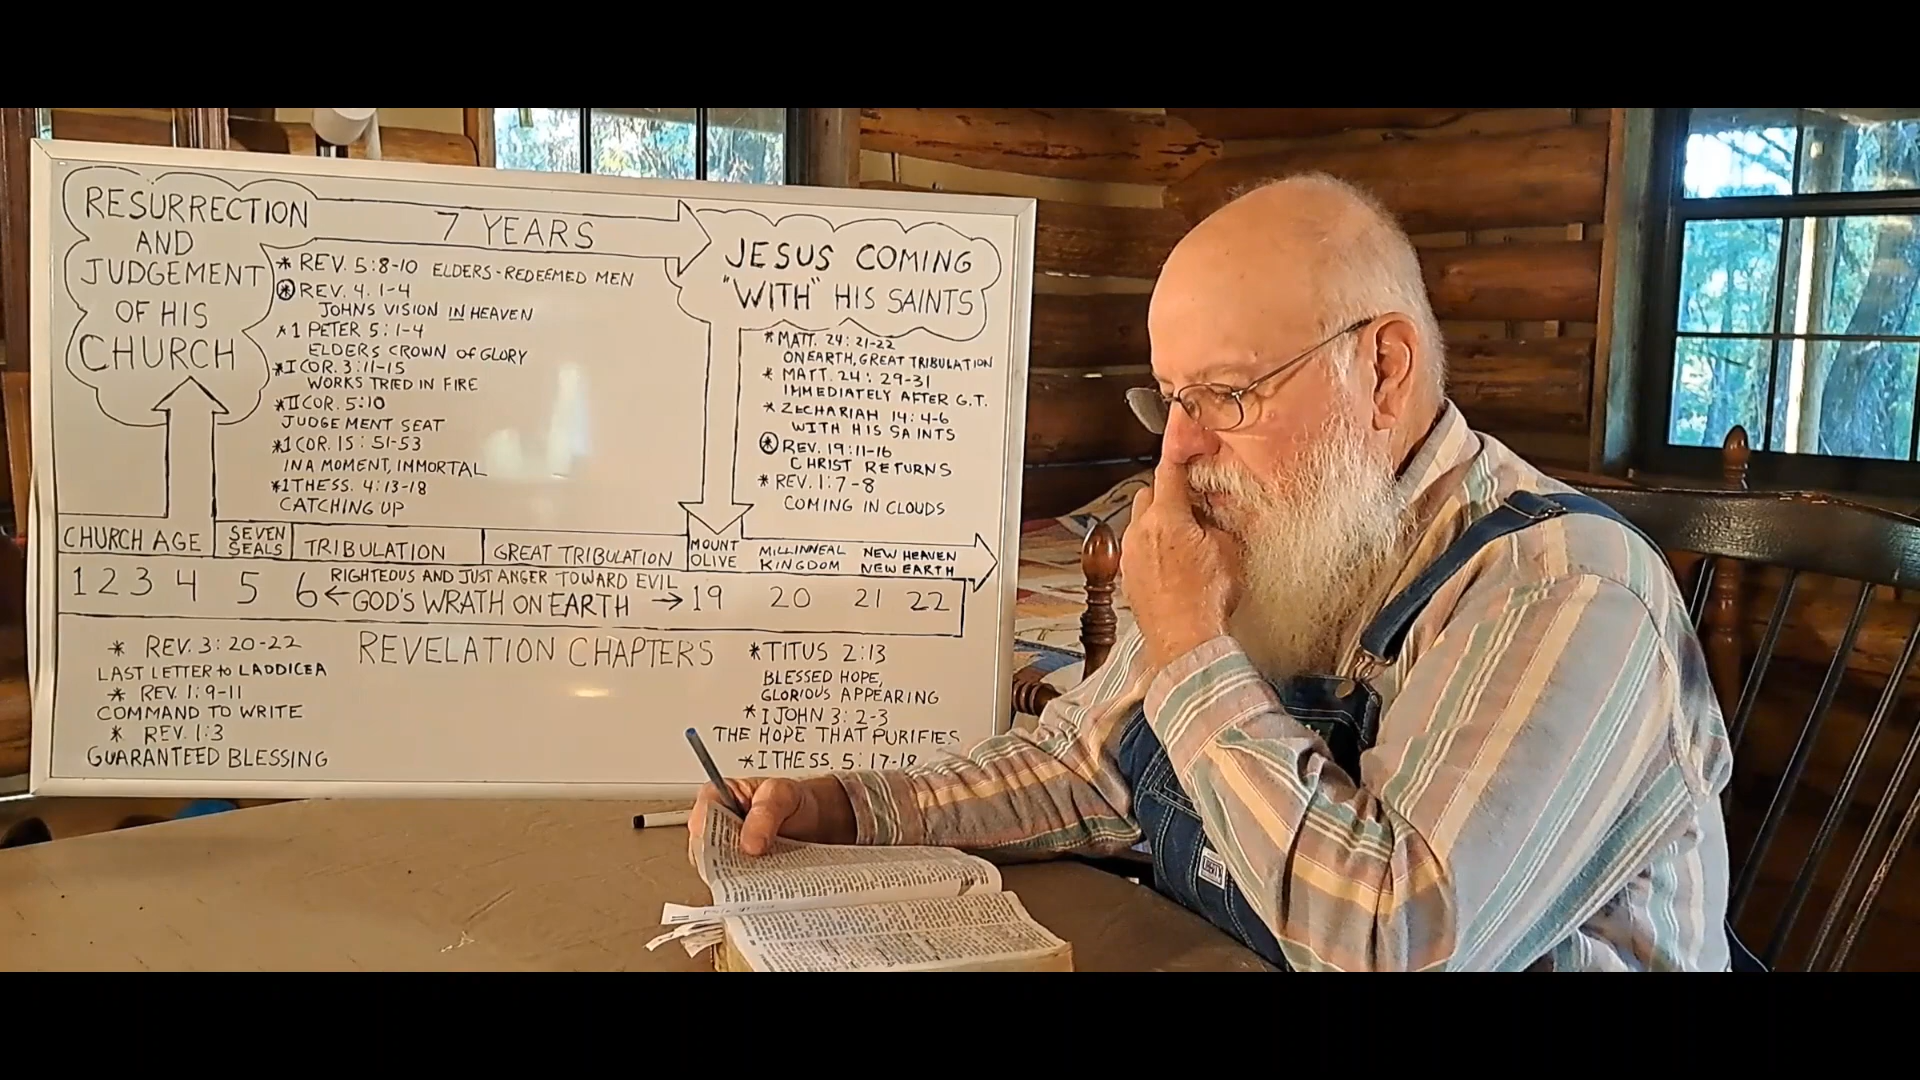 RESURRECTION
AND
JUDGEMENT
OF HIS
CHURCH
7 YEARS
JESUS COMING
"WITH" HIS SAINTS
* REV. 5:8-10 ELDERS-REDEEMED MEN
* REV. 4. 1-4
JOHNS VISION IN HEAVEN
* 1 PETER 5:1-4
ELDERS CROWN OF GLORY
* I COR. 3:11-15
WORKS TRIED IN FIRE
* II COR. 5:10
JUDGEMENT SEAT
* 1 COR. 15:51-53
IN A MOMENT, IMMORTAL
* 1 THESS. 4:13-18
CATCHING UP
* MATT. 24:21-22
ON EARTH, GREAT TRIBULATION
* MATT. 24:29-31
IMMEDIATELY AFTER G.T.
* ZECHARIAH 14:4-6
WITH HIS SAINTS
* REV. 19:11-16
CHRIST RETURNS
* REV. 1:7-8
COMING IN CLOUDS
CHURCH AGE
SEVEN
SEALS
TRIBULATION
GREAT TRIBULATION
MOUNT
OLIVE
MILLINNEAL
KINGDOM
NEW HEAVEN
NEW EARTH
1 2 3 4 5 6 ← RIGHTEOUS AND JUST ANGER TOWARD EVIL
GOD'S WRATH ON EARTH → 19 20 21 22
REVELATION CHAPTERS
* REV. 3:20-22
LAST LETTER to LADDICEA
* REV. 1:9-11
COMMAND TO WRITE
* REV. 1:3
GUARANTEED BLESSING
* TITUS 2:13
BLESSED HOPE,
GLORIOUS APPEARING
* I JOHN 3:2-3
THE HOPE THAT PURIFIES
* I THESS. 5:17-18